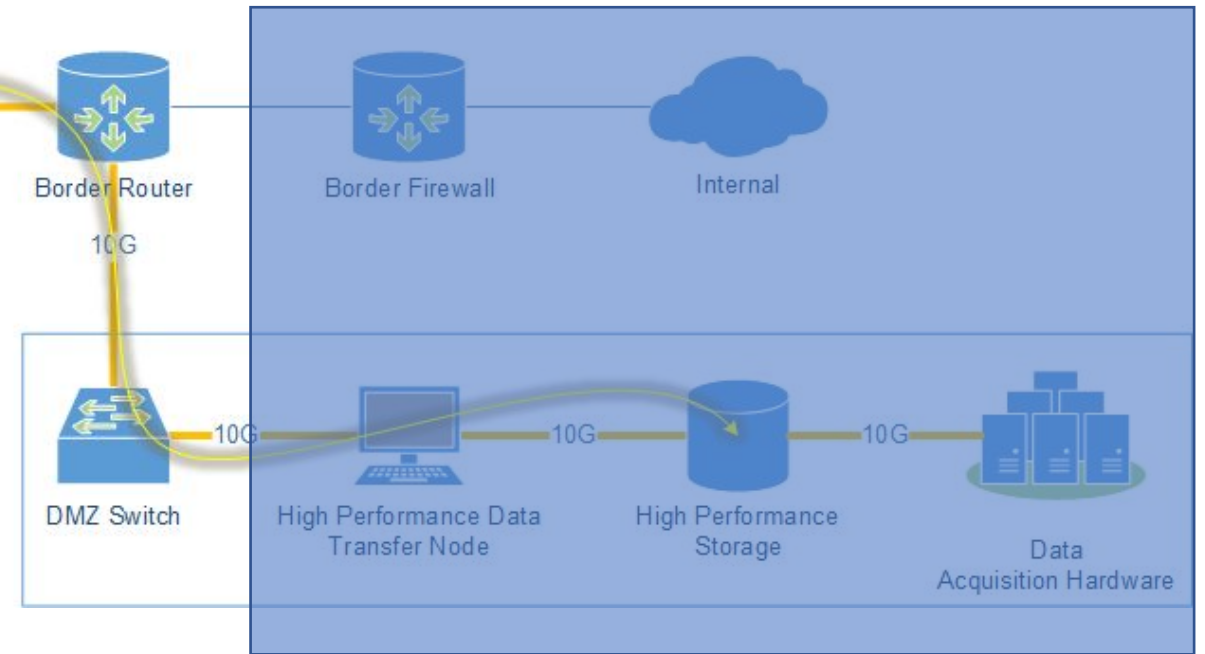 Border Router
Border Firewall
Internal
10G
10G
10G
10G
DMZ Switch
High Performance Data
Transfer Node
High Performance
Storage
Data
Acquisition Hardware